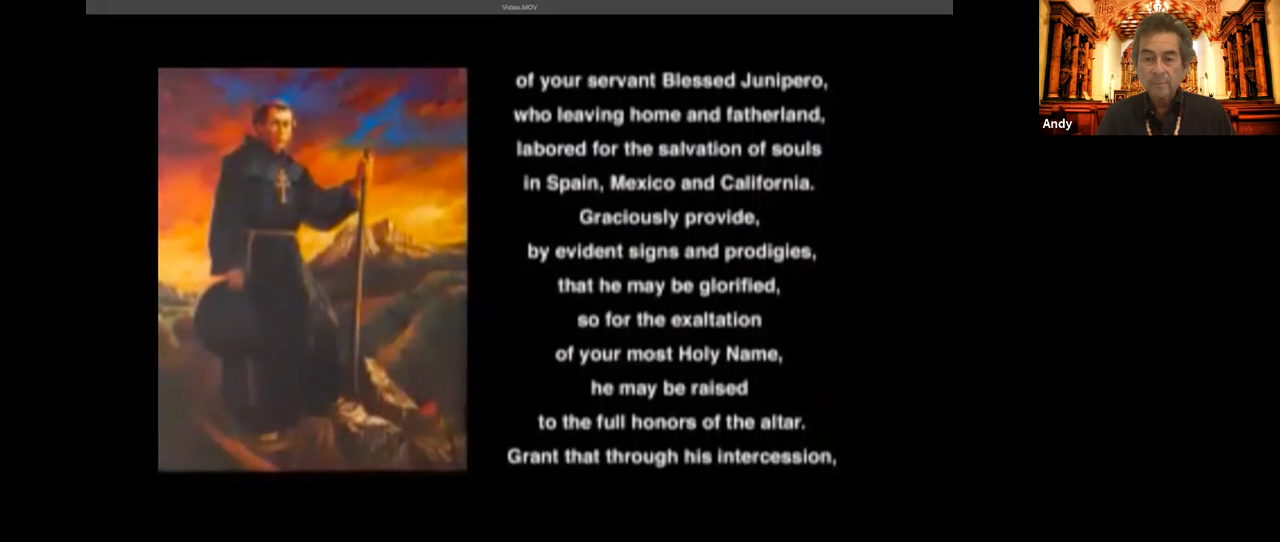 Video.MOV
of your servant Blessed Junipero,
who leaving home and fatherland,
labored for the salvation of souls
in Spain, Mexico and California.
Graciously provide,
by evident signs and prodigies,
that he may be glorified,
so for the exaltation
of your most Holy Name,
he may be raised
to the full honors of the altar.
Grant that through his intercession,
Andy